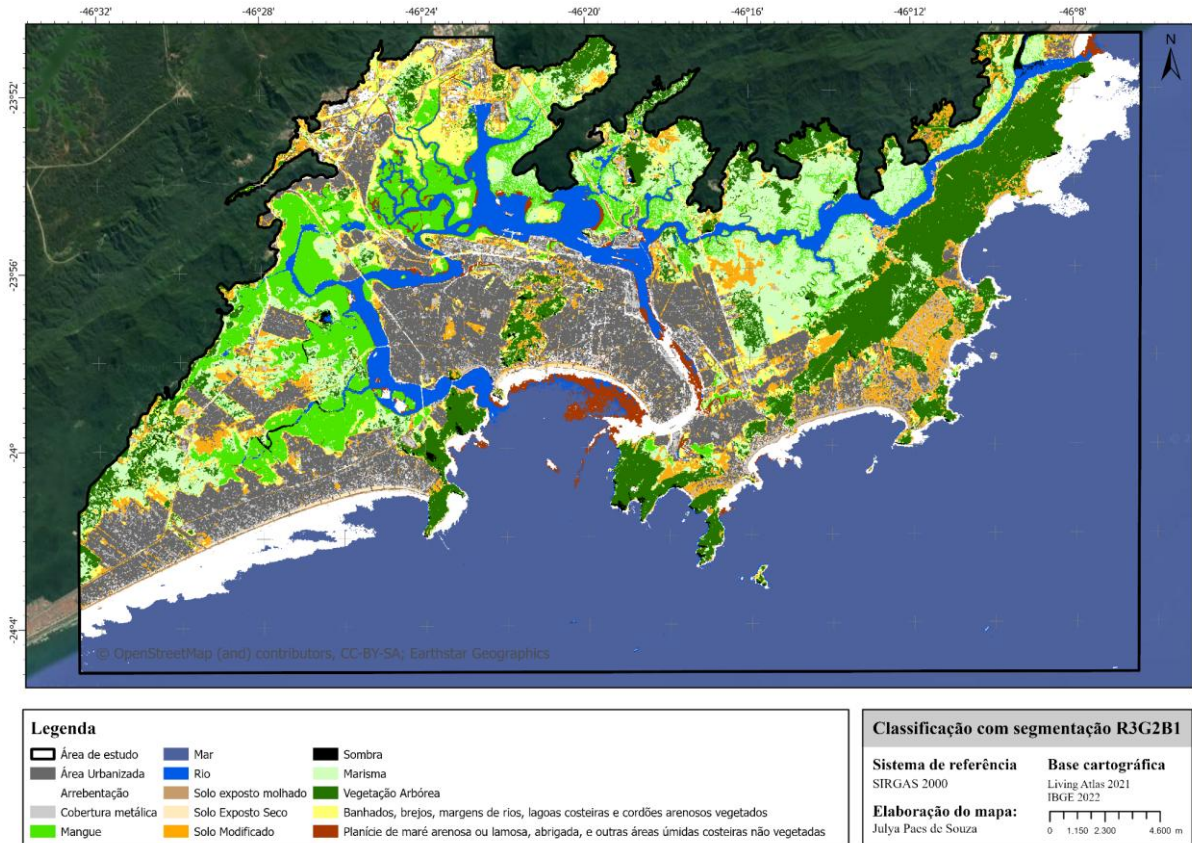 -46°32' -46°28' -46°24' -46°20' -46°16' -46°12' -46°8'
N
-23°52'
-23°56'
-24°
-24°4'
© OpenStreetMap (and) contributors, CC-BY-SA; Earthstar Geographics
Legenda
Área de estudo
Área Urbanizada
Arrebentação
Cobertura metálica
Mangue
Mar
Rio
Solo exposto molhado
Solo Exposto Seco
Solo Modificado
Sombra
Marisma
Vegetação Arbórea
Banhados, brejos, margens de rios, lagoas costeiras e cordões arenosos vegetados
Planície de maré arenosa ou lamosa, abrigada, e outras áreas úmidas costeiras não vegetadas
Classificação com segmentação R3G2B1
Sistema de referência
SIRGAS 2000
Elaboração do mapa:
Julya Paes de Souza
Base cartográfica
Living Atlas 2021
IBGE 2022
0 1.150 2.300 4.600 m